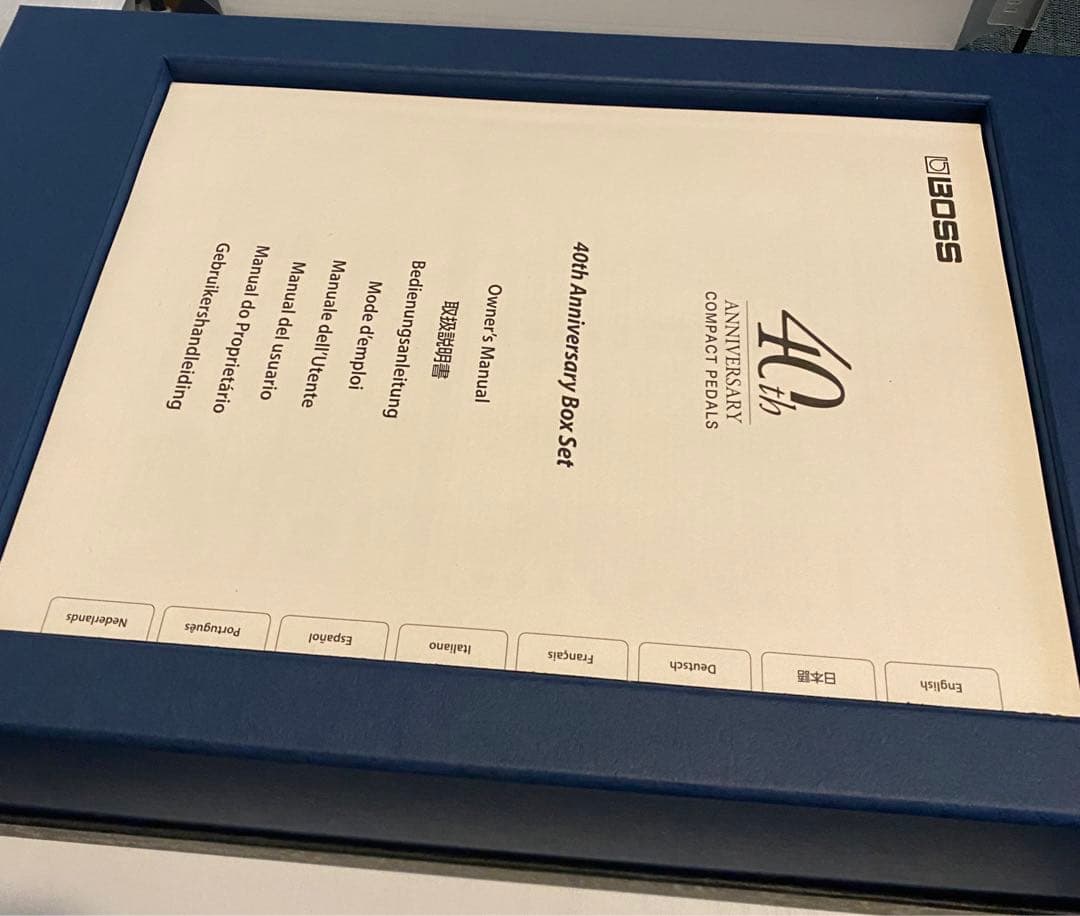 BOSS
40th
ANNIVERSARY
COMPACT PEDALS
40th Anniversary Box Set
Owner's Manual
取扱説明書
Bedienungsanleitung
Mode d'emploi
Manuale dell'Utente
Manual del usuario
Manual do Proprietário
Gebruikershandleiding
English
日本語
Deutsch
Français
Italiano
Español
Português
Nederlands